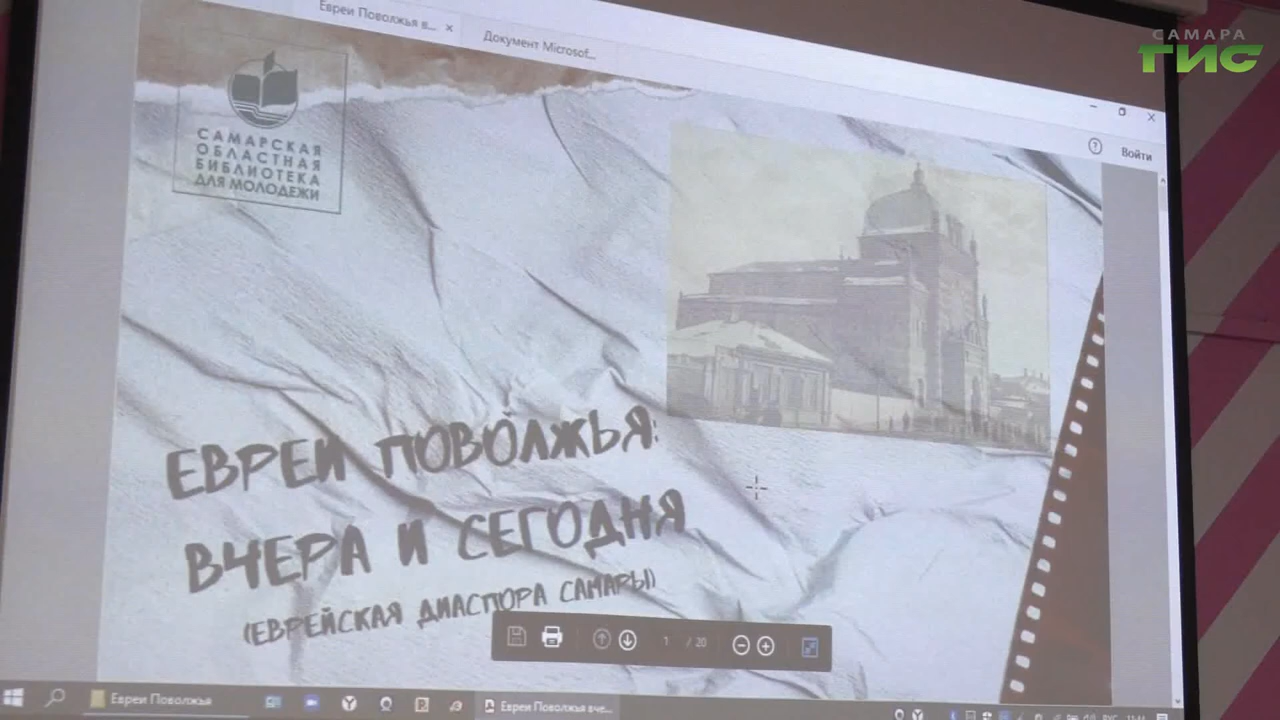 Евреи Поволжья в...
Документ Microsof...
САМАРА
ГИС
Войти
САМАРСКАЯ
ОБЛАСТНАЯ
БИБЛИОТЕКА
ДЛЯ МОЛОДЕЖИ
ЕВРЕИ ПОВОЛЖЬЯ:
ВЧЕРА И СЕГОДНЯ
(ЕВРЕЙСКАЯ ДИАСПОРА САМАРЫ)
1 / 20
Евреи Поволжья
Евреи Поволжья вче...
РУС